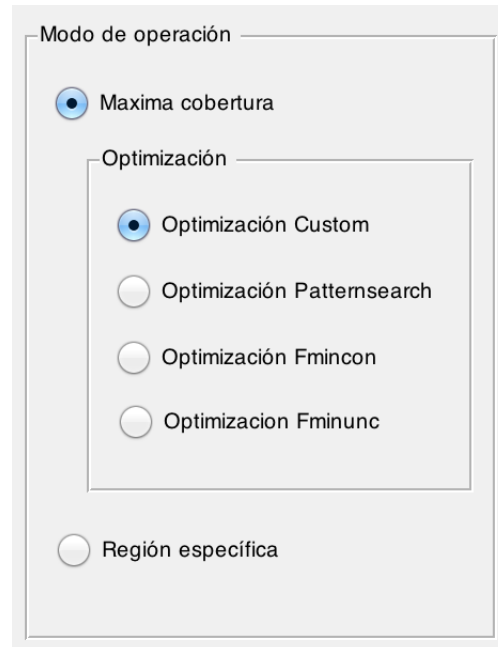 Modo de operación
Maxima cobertura
Optimización
Optimización Custom
Optimización Patternsearch
Optimización Fmincon
Optimizacion Fminunc
Región específica